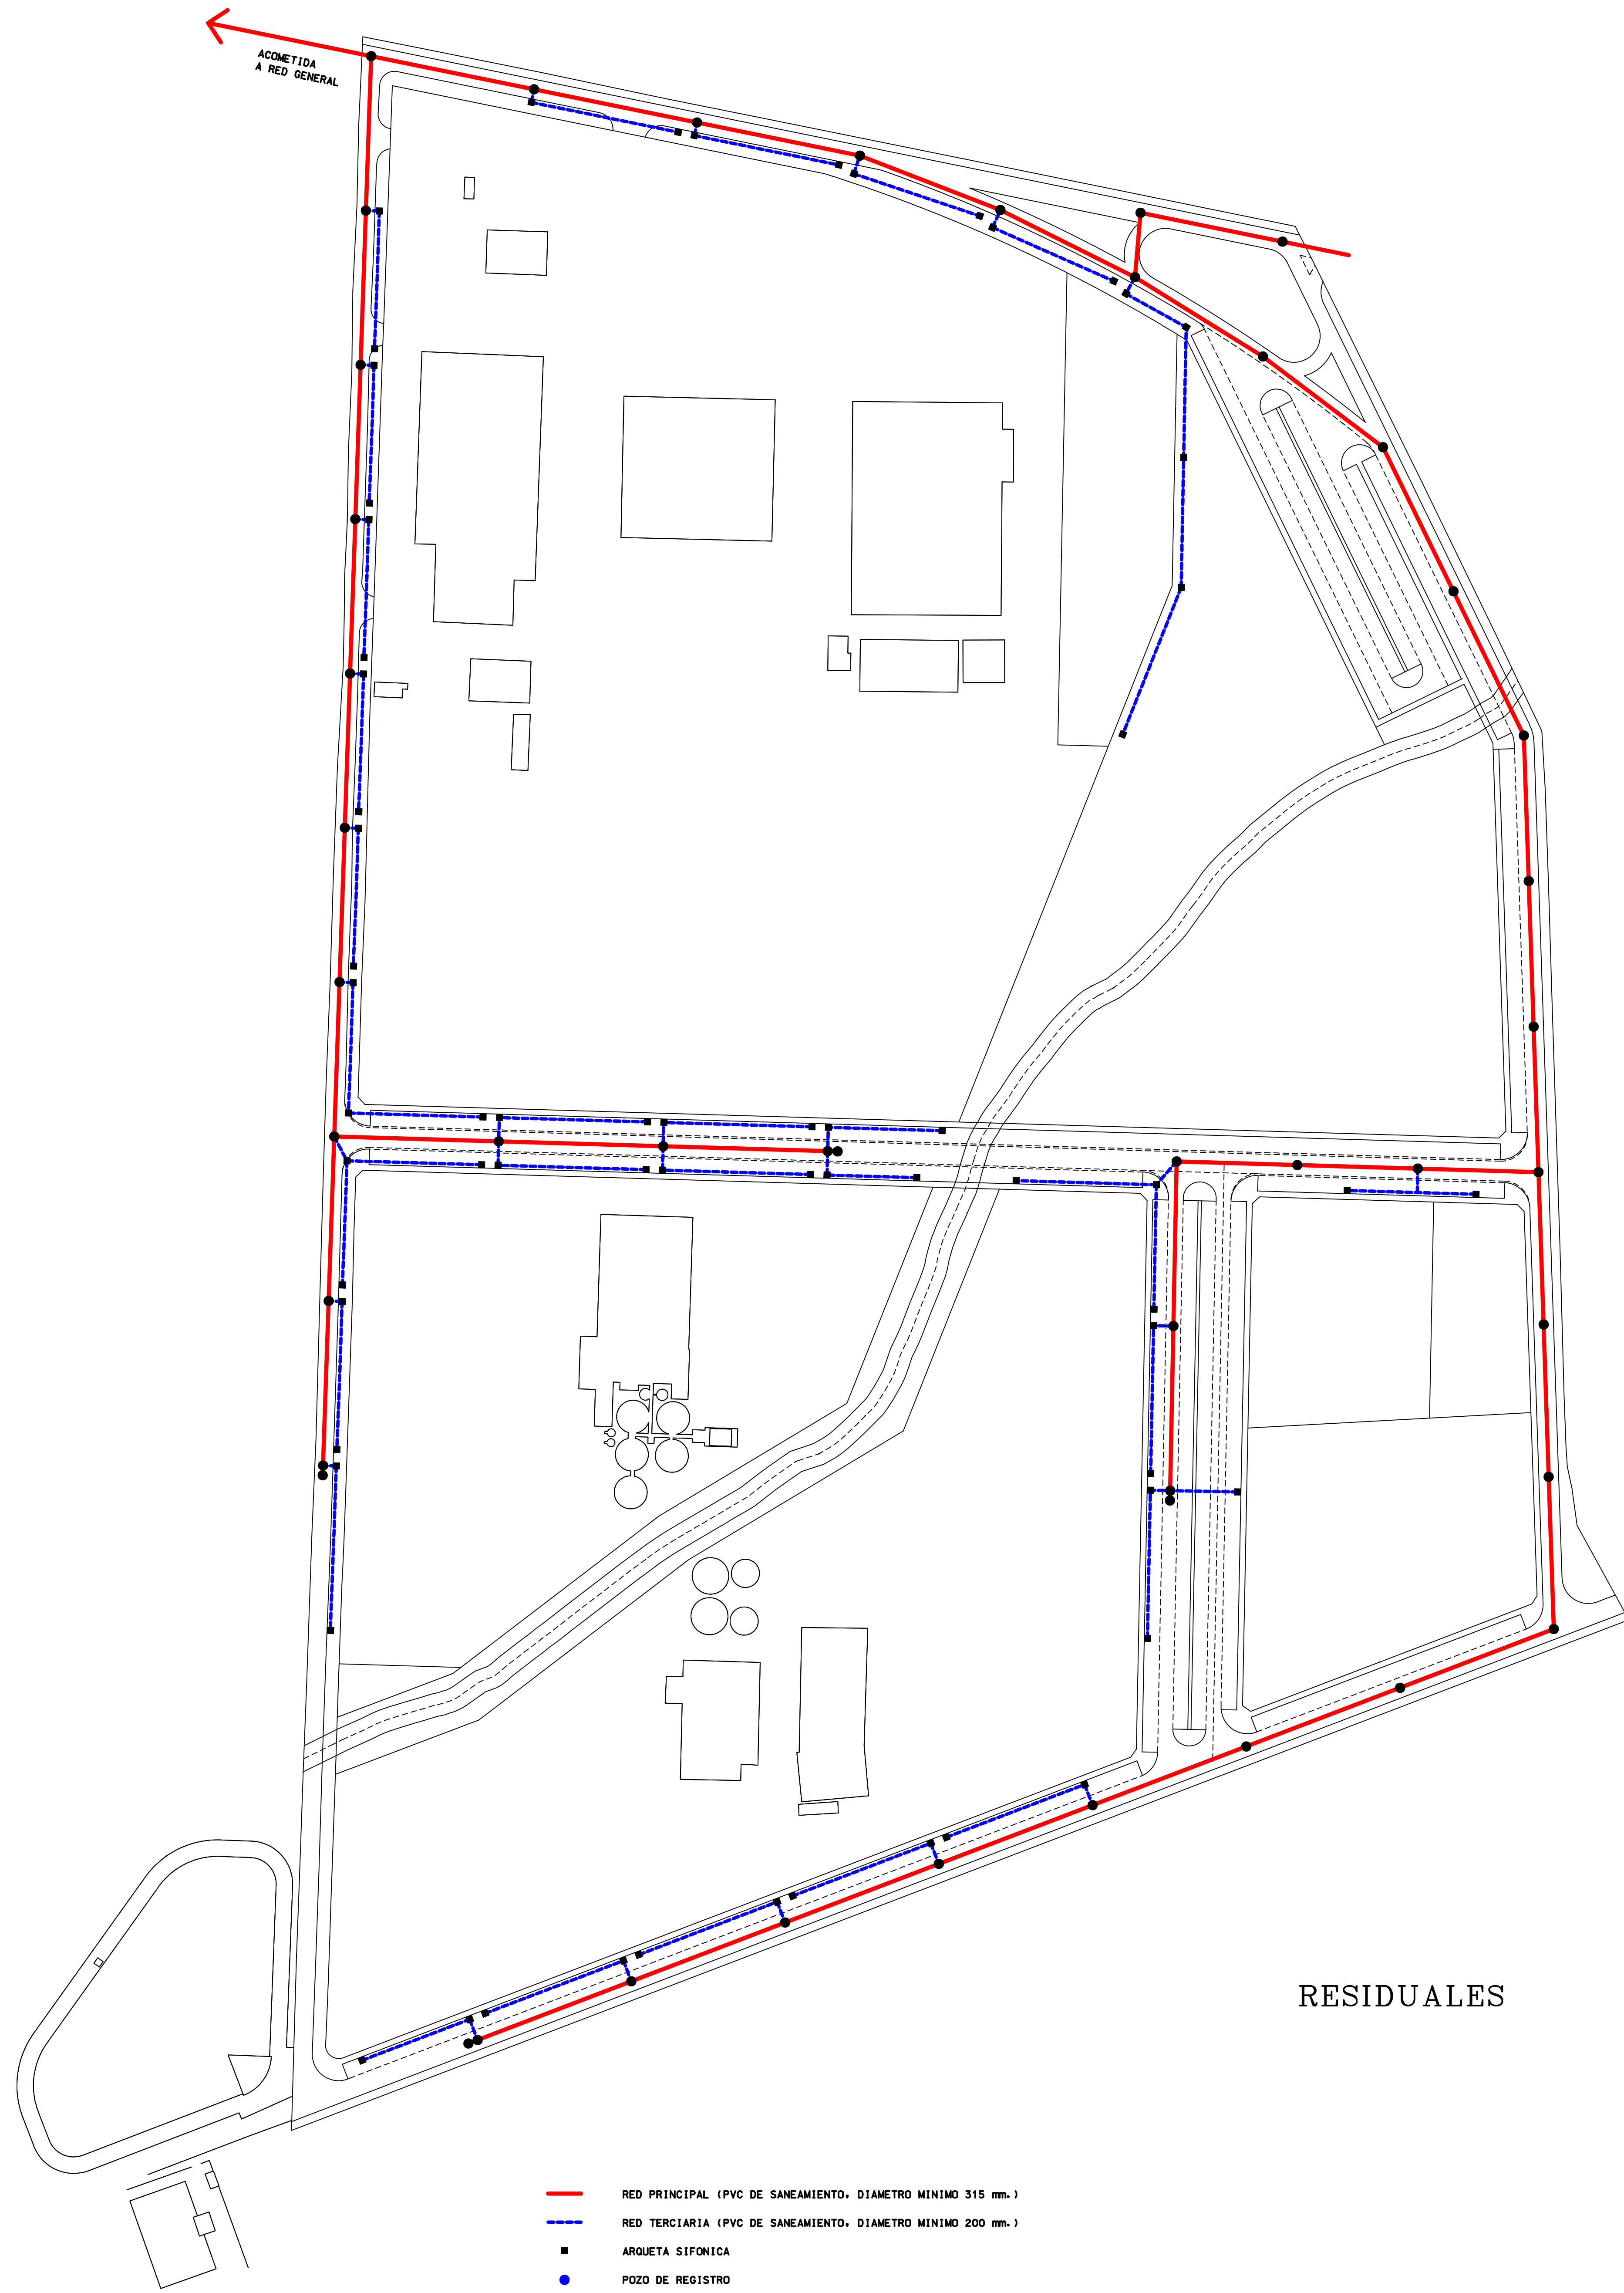 ACOMETIDA
A RED GENERAL
RESIDUALES
RED PRINCIPAL (PVC DE SANEAMIENTO, DIAMETRO MINIMO 315 mm.)
RED TERCIARIA (PVC DE SANEAMIENTO, DIAMETRO MINIMO 200 mm.)
ARQUETA SIFONICA
POZO DE REGISTRO